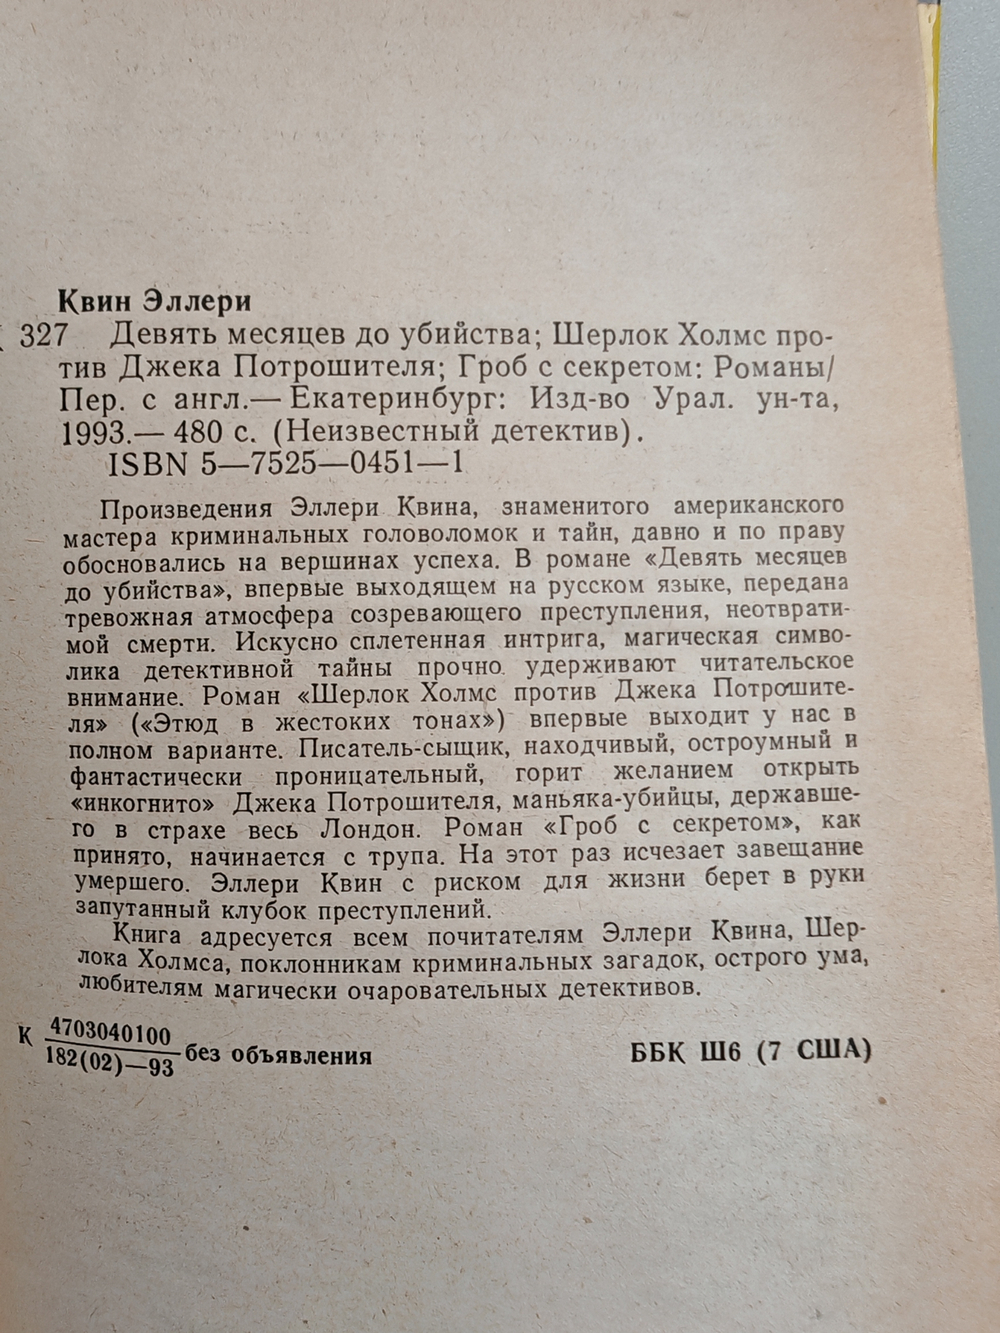 Квин Эллери
327 Девять месяцев до убийства; Шерлок Холмс про-
тив Джека Потрошителя; Гроб с секретом: Романы/
Пер. с англ.— Екатеринбург: Изд-во Урал. ун-та,
1993.— 480 с. (Неизвестный детектив).
ISBN 5—7525—0451—1
Произведения Эллери Квина, знаменитого американского
мастера криминальных головоломок и тайн, давно и по праву
обосновались на вершинах успеха. В романе «Девять месяцев
до убийства», впервые выходящем на русском языке, передана
тревожная атмосфера созревающего преступления, неотврати-
мой смерти. Искусно сплетенная интрига, магическая симво-
лика детективной тайны прочно удерживают читательское
внимание. Роман «Шерлок Холмс против Джека Потрошите-
ля» («Этюд в жестоких тонах») впервые выходит у нас в
полном варианте. Писатель-сыщик, находчивый, остроумный и
фантастически проницательный, горит желанием открыть
«инкогнито» Джека Потрошителя, маньяка-убийцы, державше-
го в страхе весь Лондон. Роман «Гроб с секретом», как
принято, начинается с трупа. На этот раз исчезает завещание
умершего. Эллери Квин с риском для жизни берет в руки
запутанный клубок преступлений.
Книга адресуется всем почитателям Эллери Квина, Шер-
лока Холмса, поклонникам криминальных загадок, острого ума,
любителям магически очаровательных детективов.
К 4703040100
182(02)—93 без объявления ББК Ш6 (7 США)